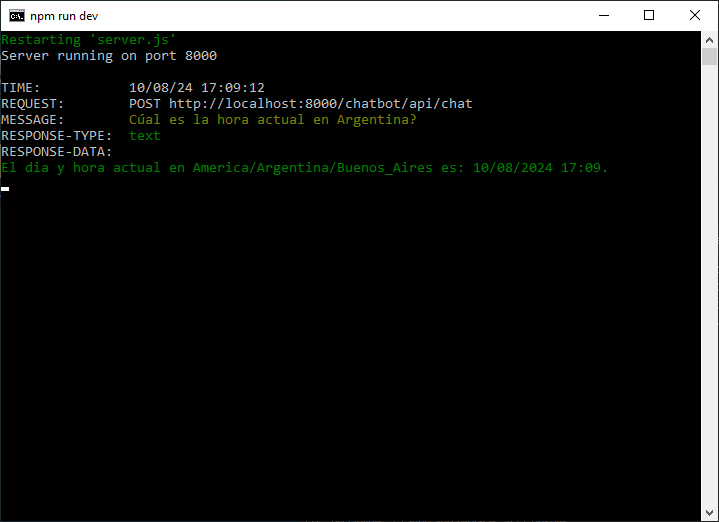 npm run dev
Restarting 'server.js'
Server running on port 8000
TIME: 10/08/24 17:09:12
REQUEST: POST http://localhost:8000/chatbot/api/chat
MESSAGE: Cúal es la hora actual en Argentina?
RESPONSE-TYPE: text
RESPONSE-DATA:
El dia y hora actual en America/Argentina/Buenos_Aires es: 10/08/2024 17:09.